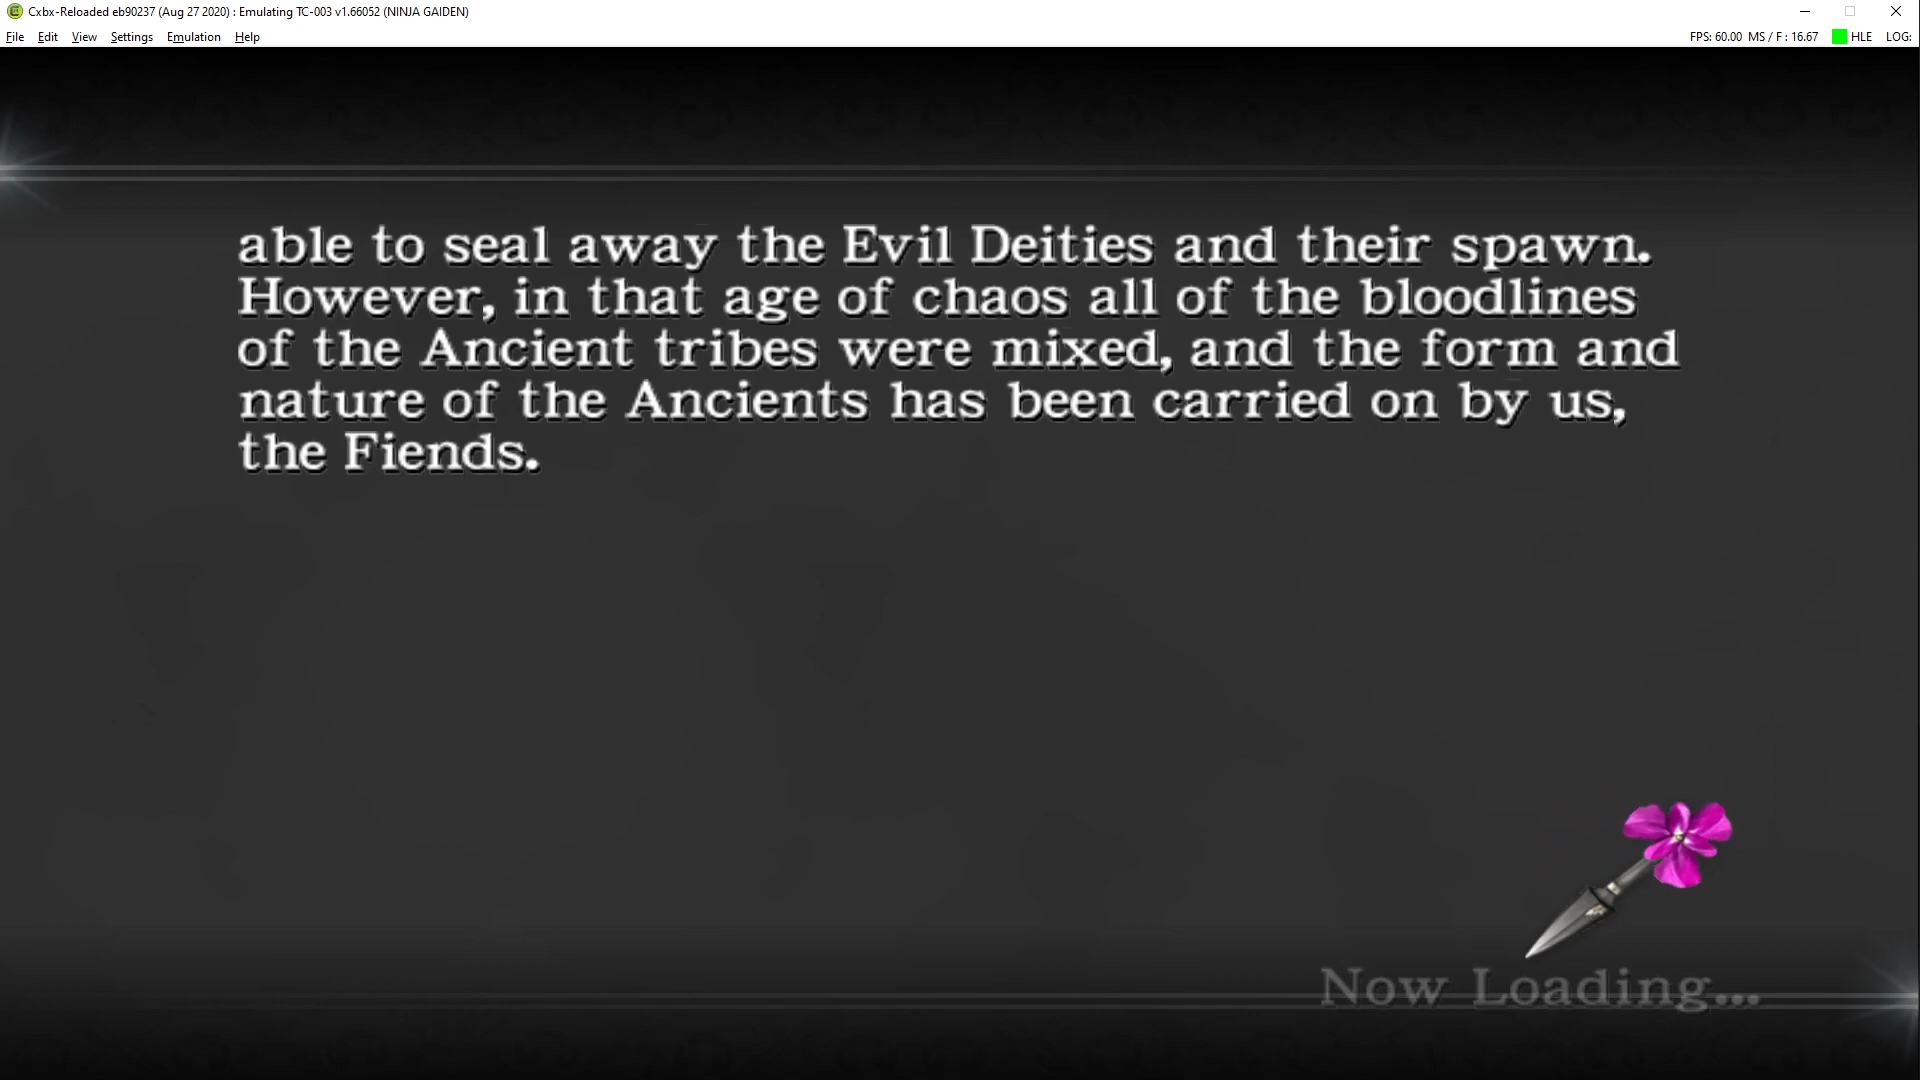 Cxbx-Reloaded eb90237 (Aug 27 2020) : Emulating TC-003 v1.66052 (NINJA GAIDEN)
File Edit View Settings Emulation Help FPS: 60.00 MS / F : 16.67 HLE LOG:
able to seal away the Evil Deities and their spawn.
However, in that age of chaos all of the bloodlines
of the Ancient tribes were mixed, and the form and
nature of the Ancients has been carried on by us,
the Fiends.
Now Loading...